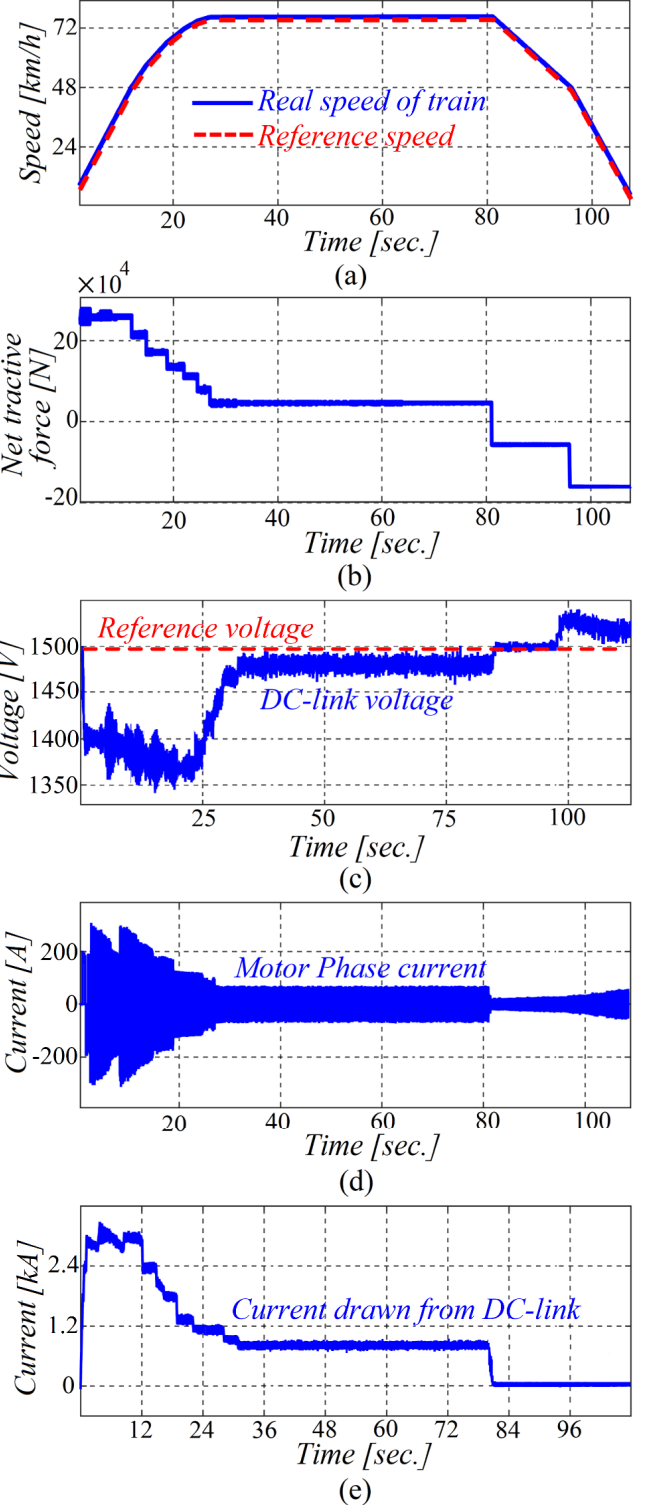 Speed [km/h]
72
48
24
Real speed of train
Reference speed
20 40 60 80 100
Time [sec.]
(a)
×10⁴
Net tractive
force [N]
20
0
-20
20 40 60 80 100
Time [sec.]
(b)
Voltage [V]
1500
1450
1400
1350
Reference voltage
DC-link voltage
25 50 75 100
Time [sec.]
(c)
Current [A]
200
0
-200
Motor Phase current
20 40 60 80 100
Time [sec.]
(d)
Current [kA]
2.4
1.2
0
Current drawn from DC-link
12 24 36 48 60 72 84 96
Time [sec.]
(e)